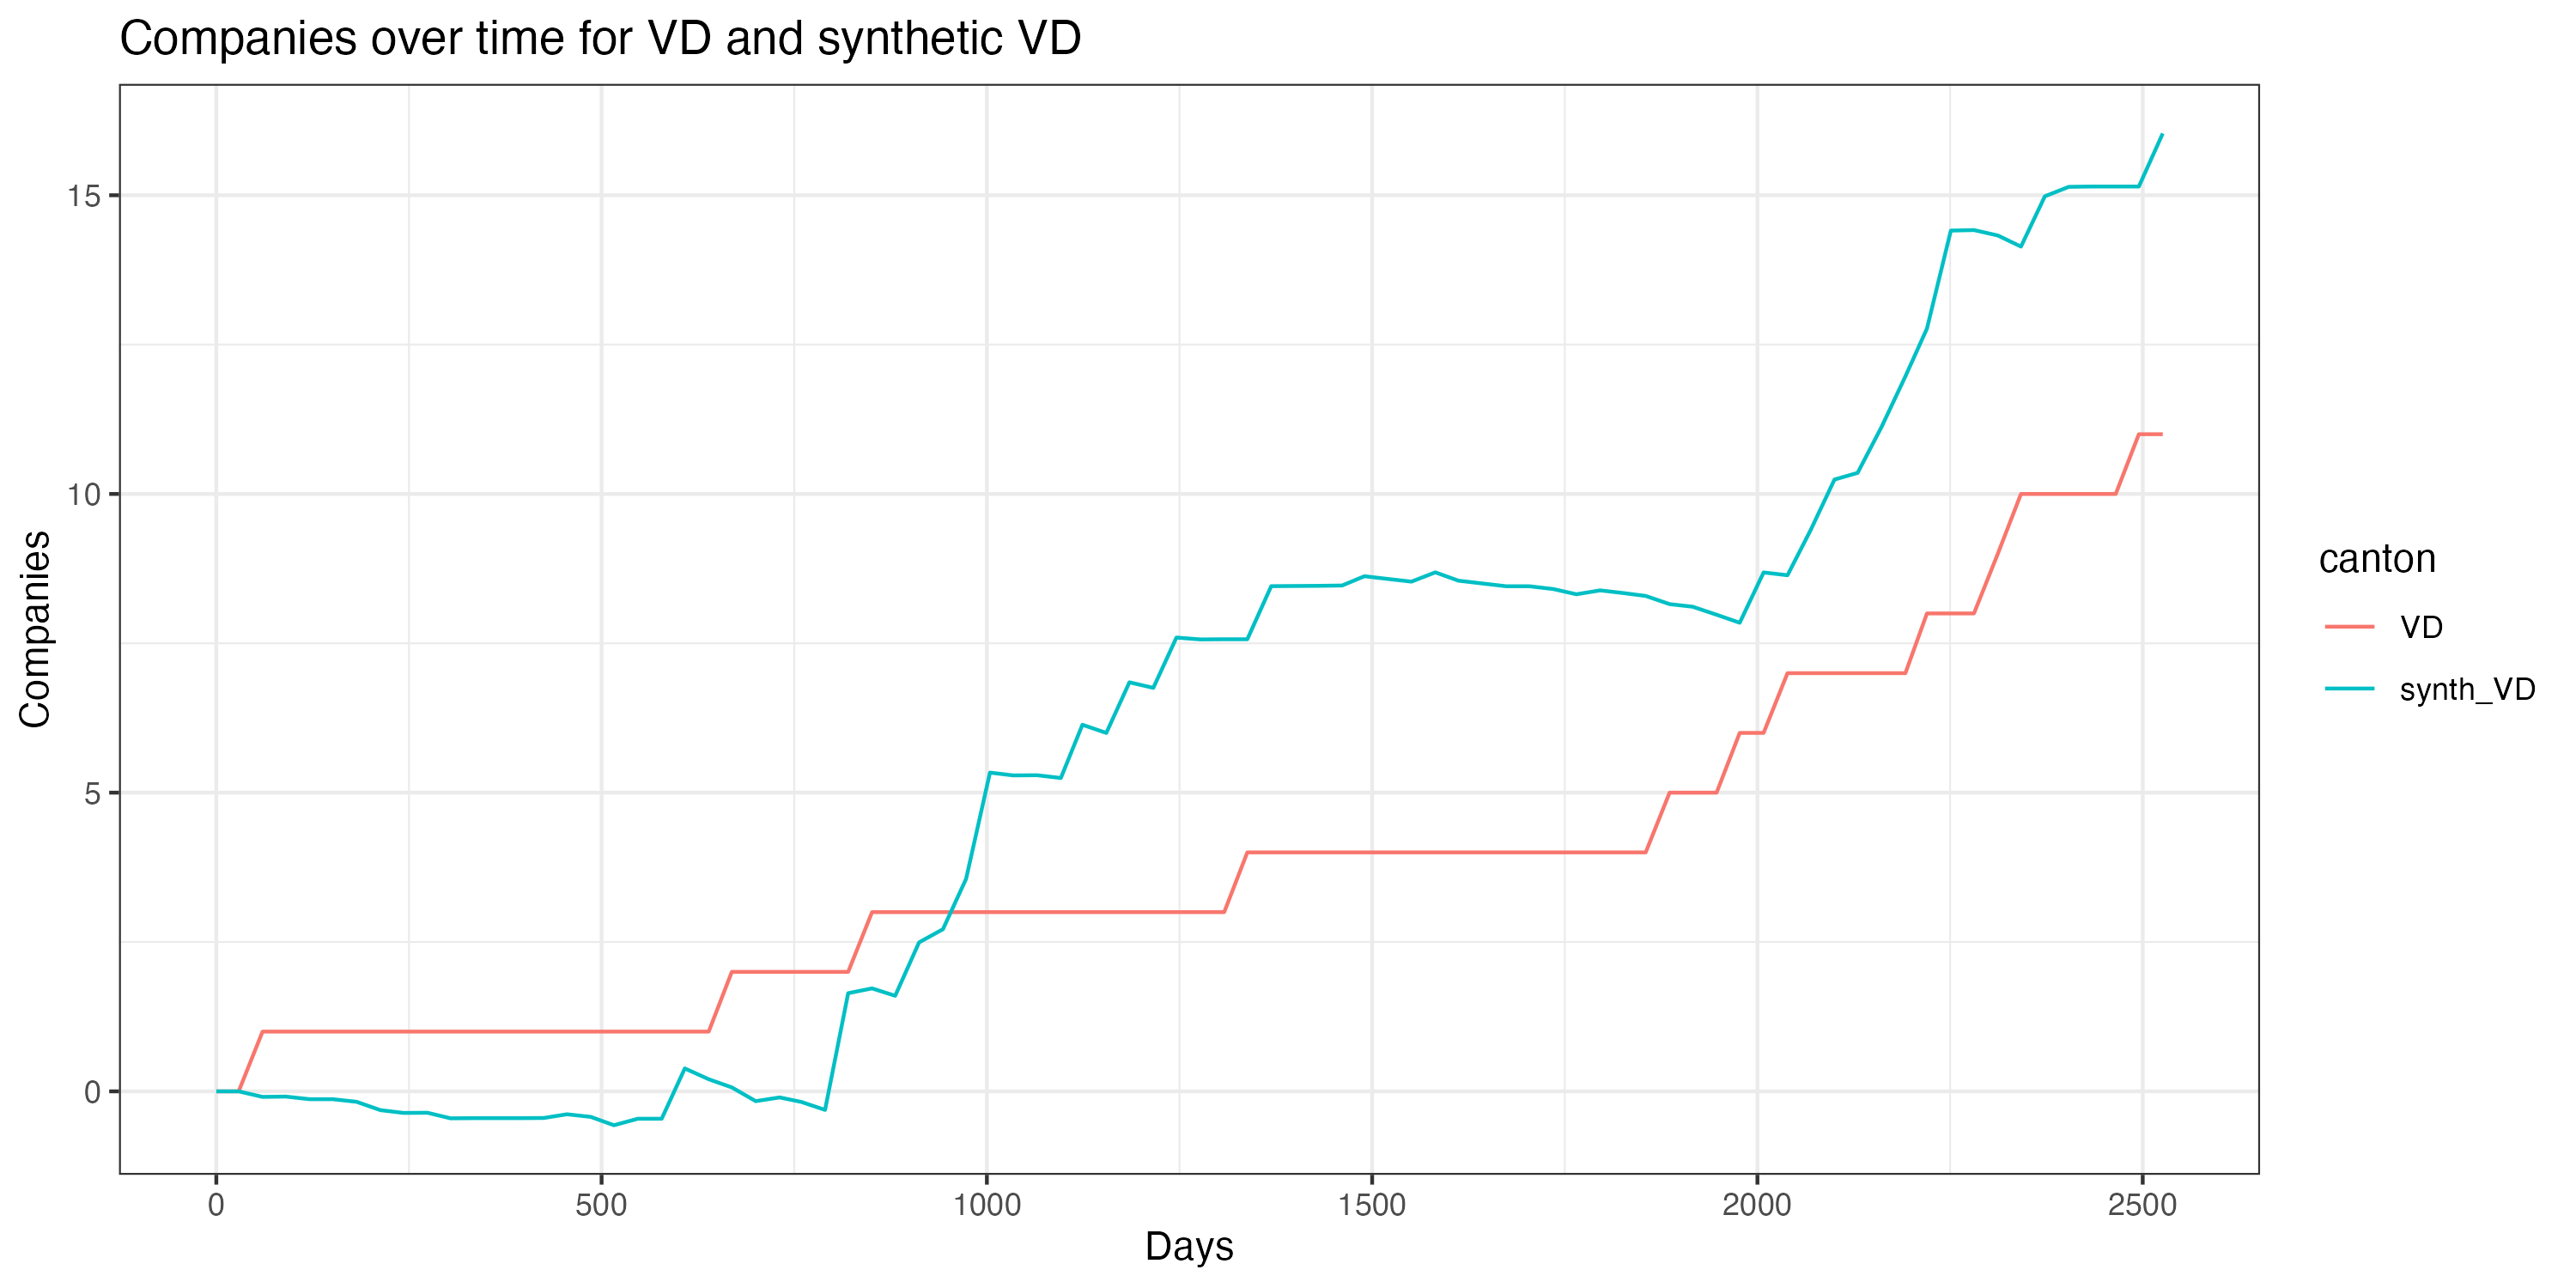 Companies over time for VD and synthetic VD
Companies
15
10
5
0
0 500 1000 1500 2000 2500
Days
canton
VD
synth_VD